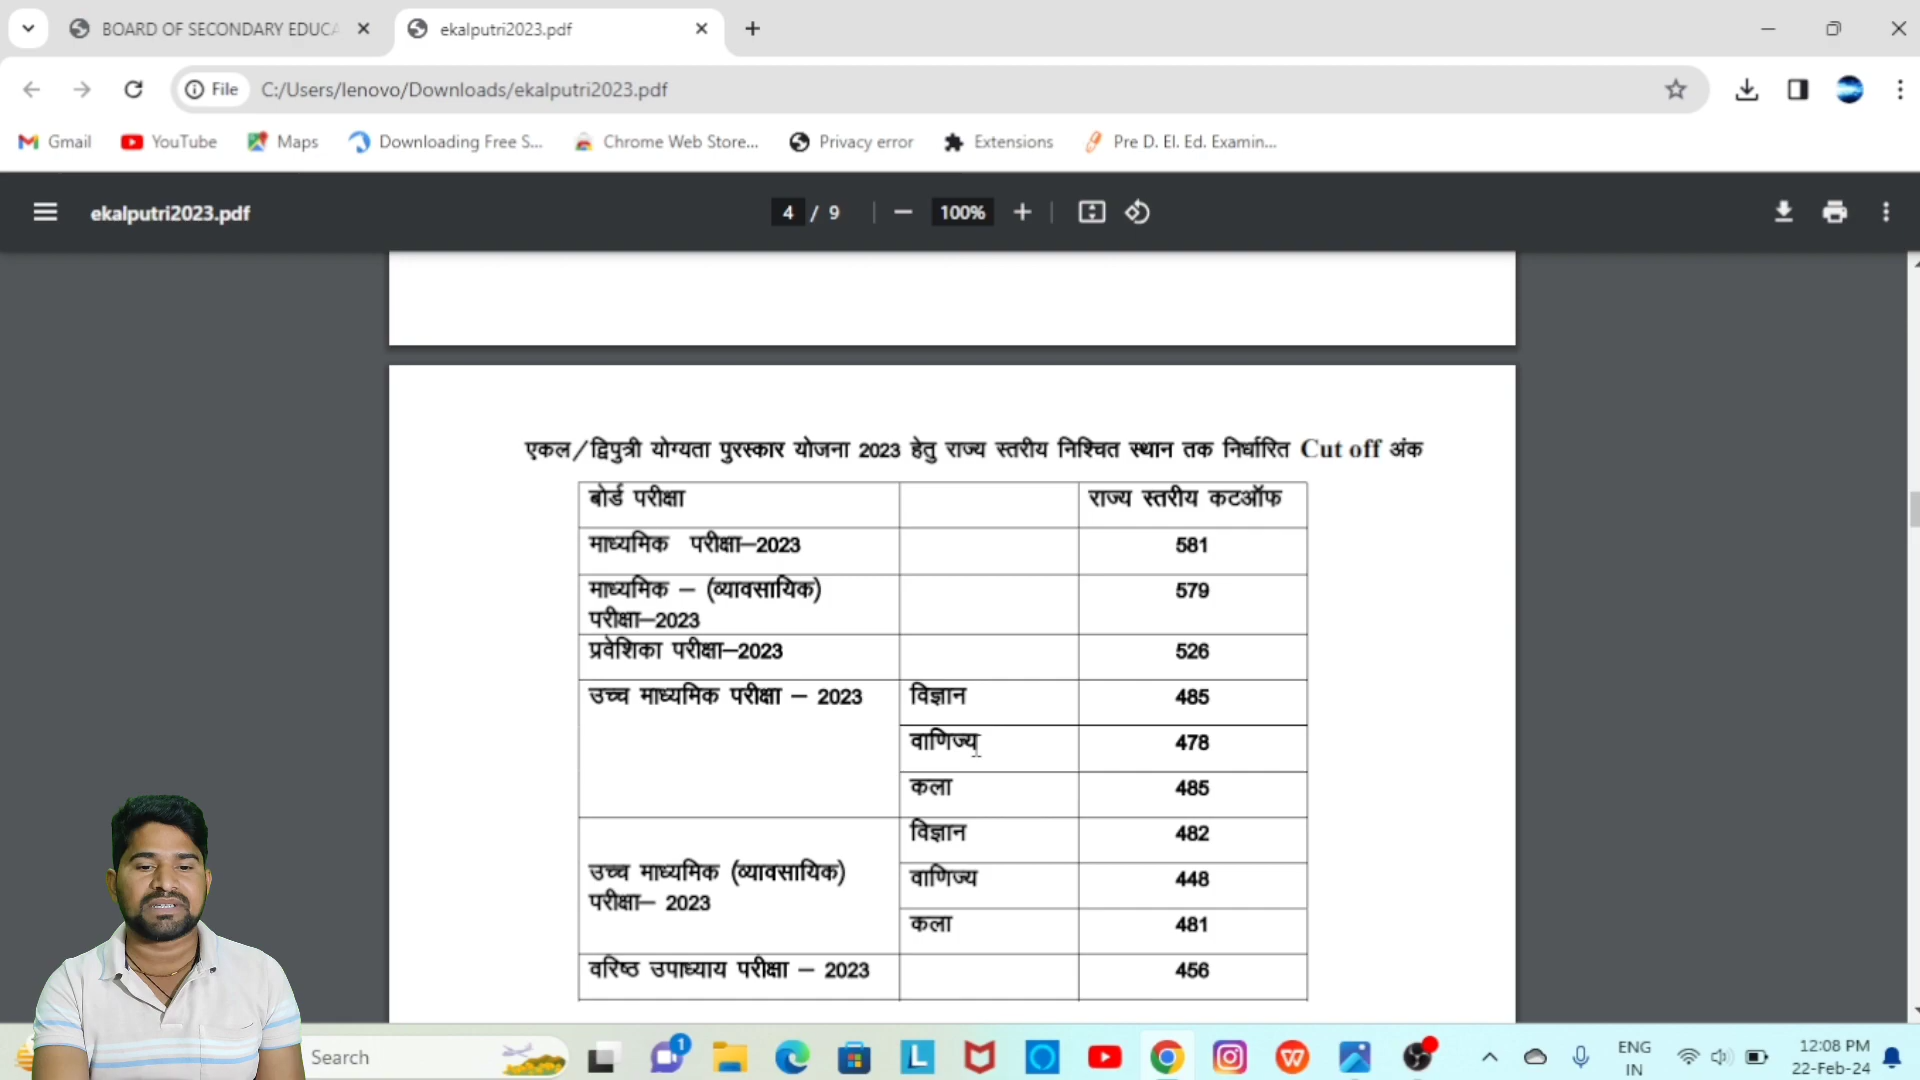 BOARD OF SECONDARY EDUCA
ekalputri2023.pdf
File C:/Users/lenovo/Downloads/ekalputri2023.pdf
Gmail YouTube Maps Downloading Free S... Chrome Web Store... Privacy error Extensions Pre D. El. Ed. Examin...
ekalputri2023.pdf 4 / 9 100%
एकल/द्विपुत्री योग्यता पुरस्कार योजना 2023 हेतु राज्य स्तरीय निश्चित स्थान तक निर्धारित Cut off अंक
बोर्ड परीक्षा राज्य स्तरीय कटऑफ
माध्यमिक परीक्षा–2023 581
माध्यमिक – (व्यावसायिक) 579
परीक्षा–2023
प्रवेशिका परीक्षा–2023 526
उच्च माध्यमिक परीक्षा – 2023 विज्ञान 485
वाणिज्य 478
कला 485
विज्ञान 482
उच्च माध्यमिक (व्यावसायिक) वाणिज्य 448
परीक्षा– 2023
कला 481
वरिष्ठ उपाध्याय परीक्षा – 2023 456
Search
1
ENG
IN
12:08 PM
22-Feb-24